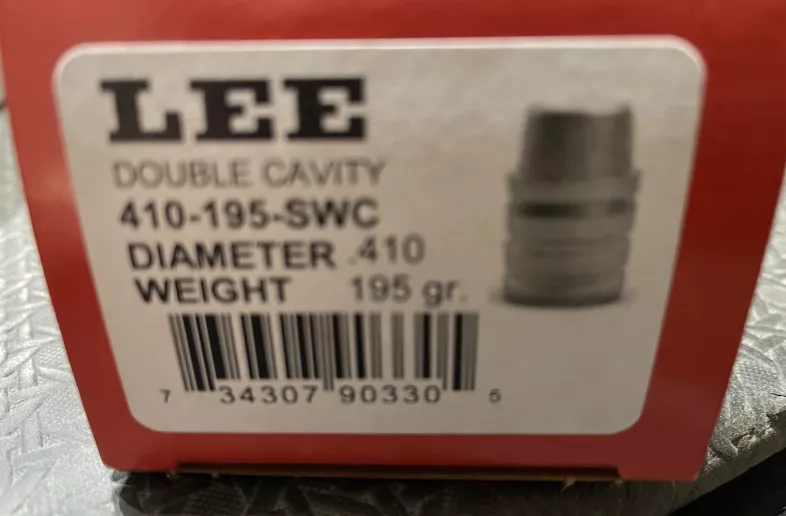 LEE
DOUBLE CAVITY
410-195-SWC
DIAMETER .410
WEIGHT 195 gr.
7 34307 90330 5